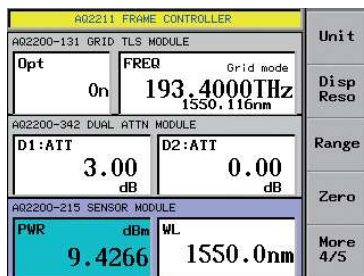 AQ2211 FRAME CONTROLLER
AQ2200-131 GRID TLS MODULE
Opt
On
FREQ Grid mode
193.4000THz
1550.116nm
AQ2200-342 DUAL ATTN MODULE
D1:ATT
3.00
dB
D2:ATT
0.00
dB
AQ2200-215 SENSOR MODULE
PWR dBm
9.4266
WL
1550.0nm
Unit
Disp
Reso
Range
Zero
More
4/5